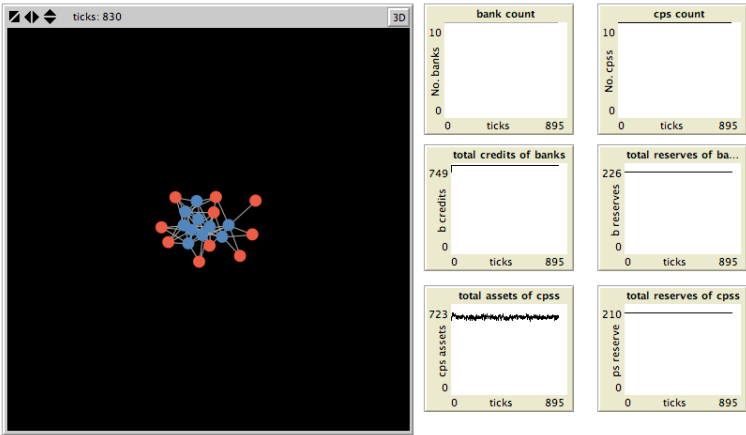 ticks: 830
3D
bank count
10
No. banks
0
0 ticks 895
cps count
10
No. cpss
0
0 ticks 895
total credits of banks
749
b credits
0
0 ticks 895
total reserves of ba...
226
b reserves
0
0 ticks 895
total assets of cpss
723
cps assets
0
0 ticks 895
total reserves of cpss
210
ps reserve
0
0 ticks 895